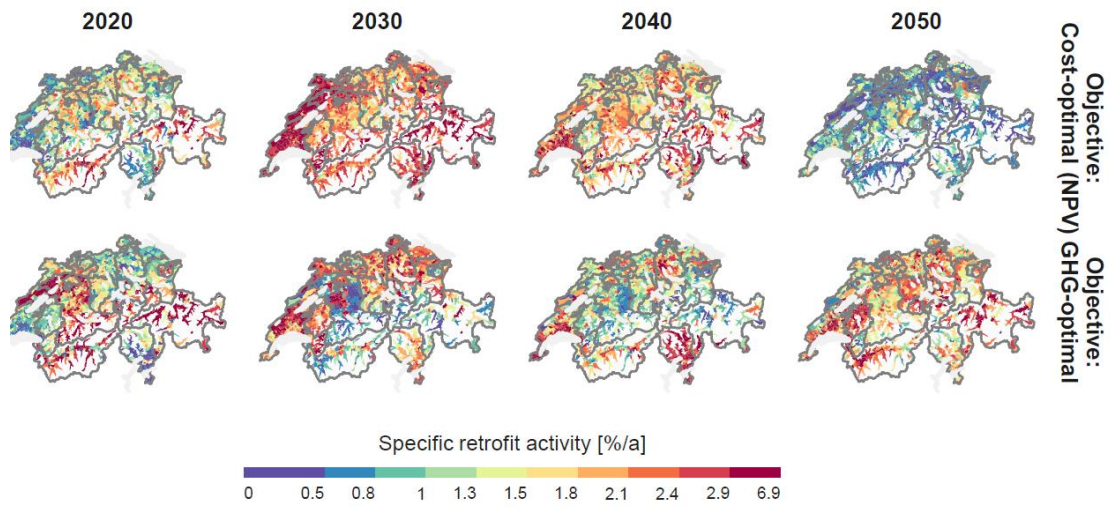 2020 2030 2040 2050
Objective:
Cost-optimal (NPV)
Objective:
GHG-optimal
Specific retrofit activity [%/a]
0 0.5 0.8 1 1.3 1.5 1.8 2.1 2.4 2.9 6.9